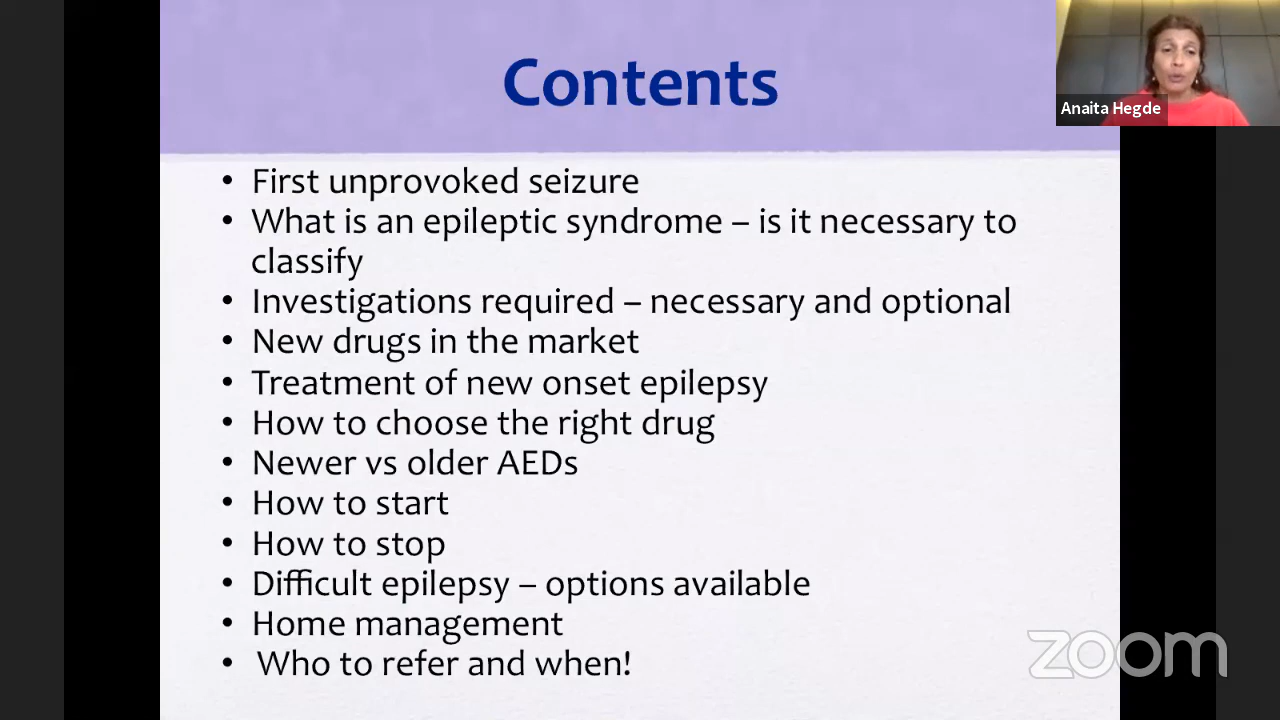 Contents
Anaita Hegde
• First unprovoked seizure
• What is an epileptic syndrome – is it necessary to
classify
• Investigations required – necessary and optional
• New drugs in the market
• Treatment of new onset epilepsy
• How to choose the right drug
• Newer vs older AEDs
• How to start
• How to stop
• Difficult epilepsy – options available
• Home management
• Who to refer and when!
zoom